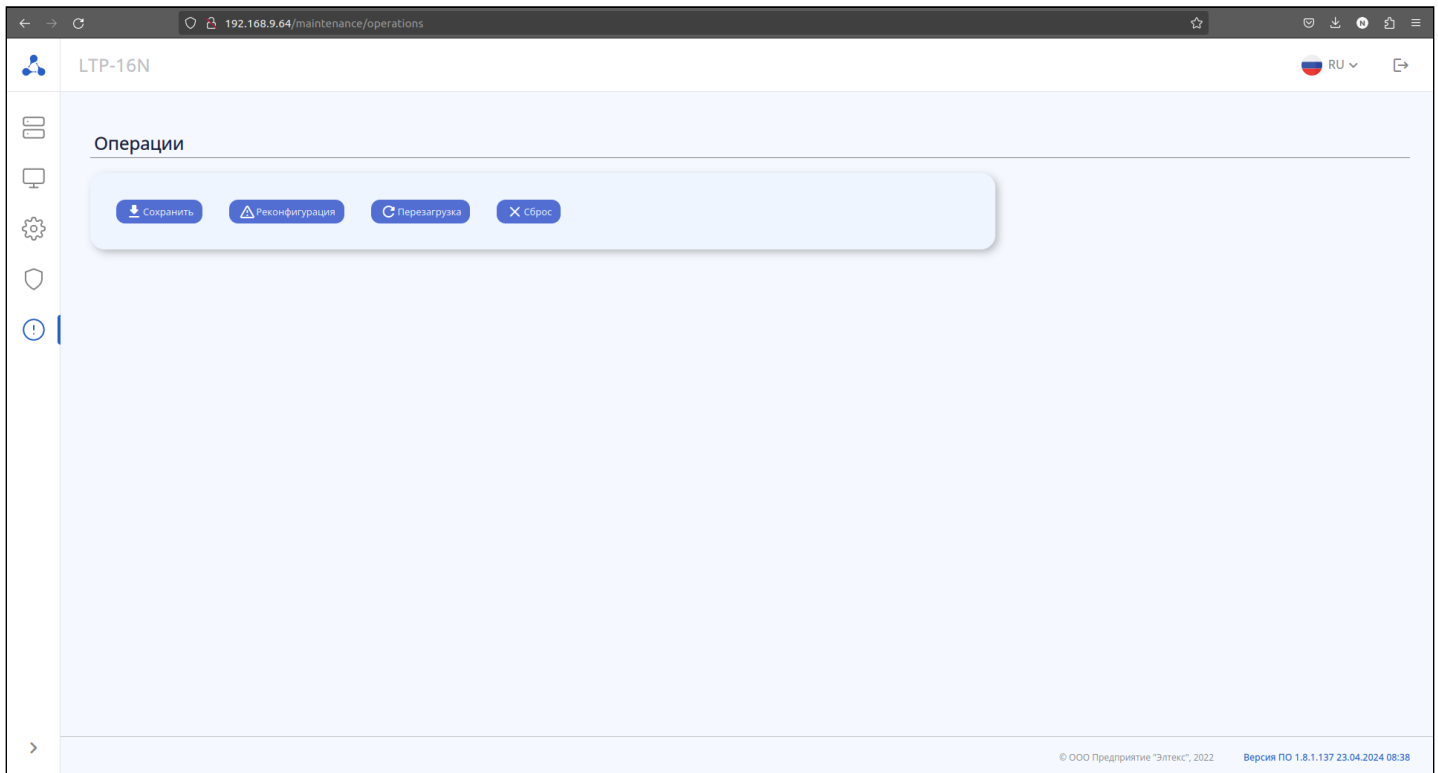 192.168.9.64/maintenance/operations
LTP-16N
RU
Операции
Сохранить
Реконфигурация
Перезагрузка
Сброс
© ООО Предприятие "Элтекс", 2022
Версия ПО 1.8.1.137 23.04.2024 08:38